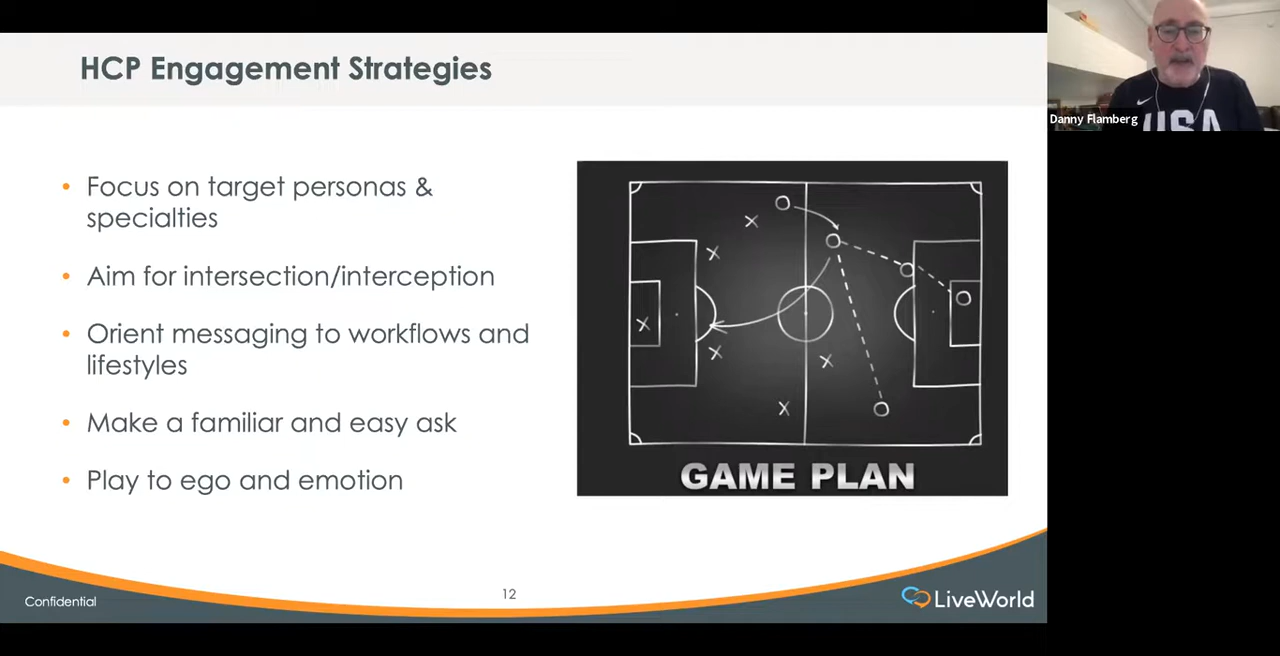 HCP Engagement Strategies
Danny Flamberg
USA
• Focus on target personas &
specialties
• Aim for intersection/interception
• Orient messaging to workflows and
lifestyles
• Make a familiar and easy ask
• Play to ego and emotion
GAME PLAN
Confidential
12
LiveWorld